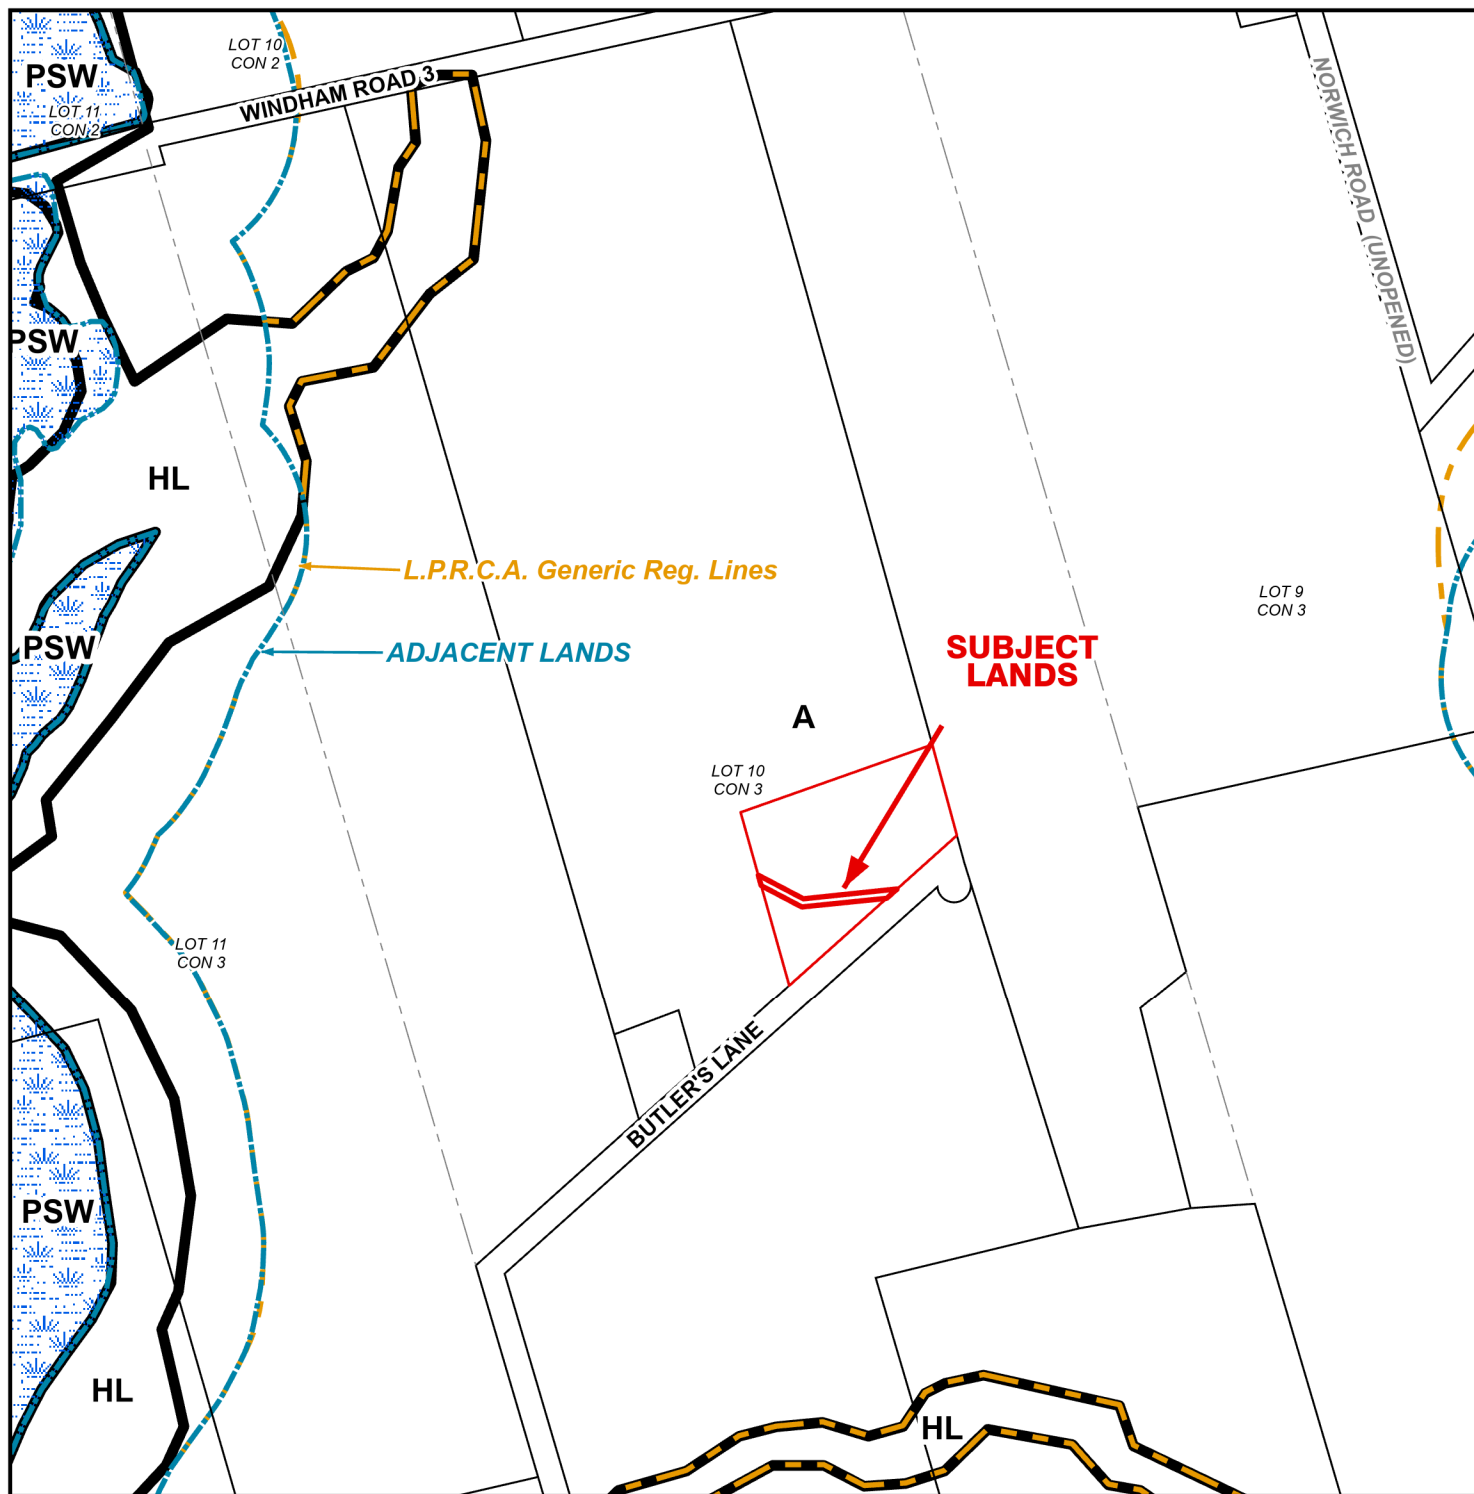 LOT 10
CON 2
PSW
WINDHAM ROAD 3
LOT 11
CON 2
NORWICH ROAD (UNOPENED)
PSW
HL
L.P.R.C.A. Generic Reg. Lines
LOT 9
CON 3
PSW
ADJACENT LANDS
SUBJECT
LANDS
A
LOT 10
CON 3
LOT 11
CON 3
BUTLER'S LANE
PSW
HL
HL